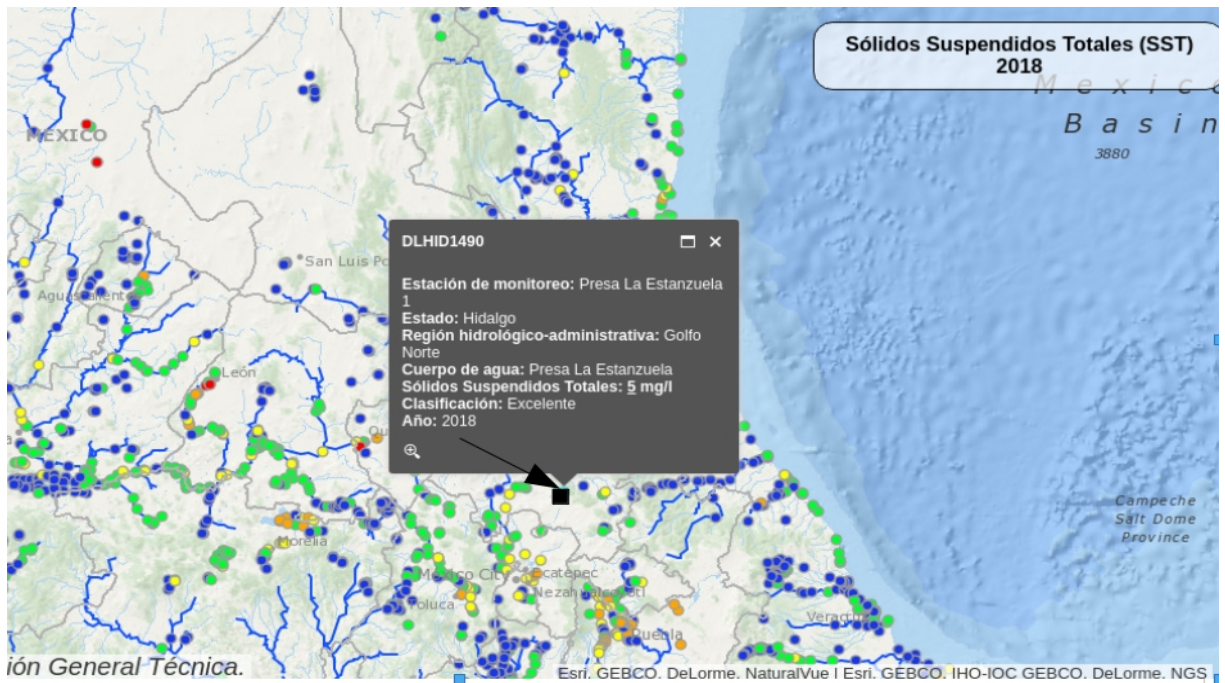 Sólidos Suspendidos Totales (SST)
2018
M e x i c o
B a s i n
3880
MEXICO
DLHID1490
San Luis Po
Estación de monitoreo: Presa La Estanzuela
1
Estado: Hidalgo
Región hidrológico-administrativa: Golfo
Norte
Cuerpo de agua: Presa La Estanzuela
Sólidos Suspendidos Totales: 5 mg/l
Clasificación: Excelente
Año: 2018
León
Qu
Campeche
Salt Dome
Province
Morelia
Mexico City
Toluca
Puebla
ión General Técnica.
Esri, GEBCO, DeLorme, NaturalVue | Esri, GEBCO, IHO-IOC GEBCO, DeLorme, NGS